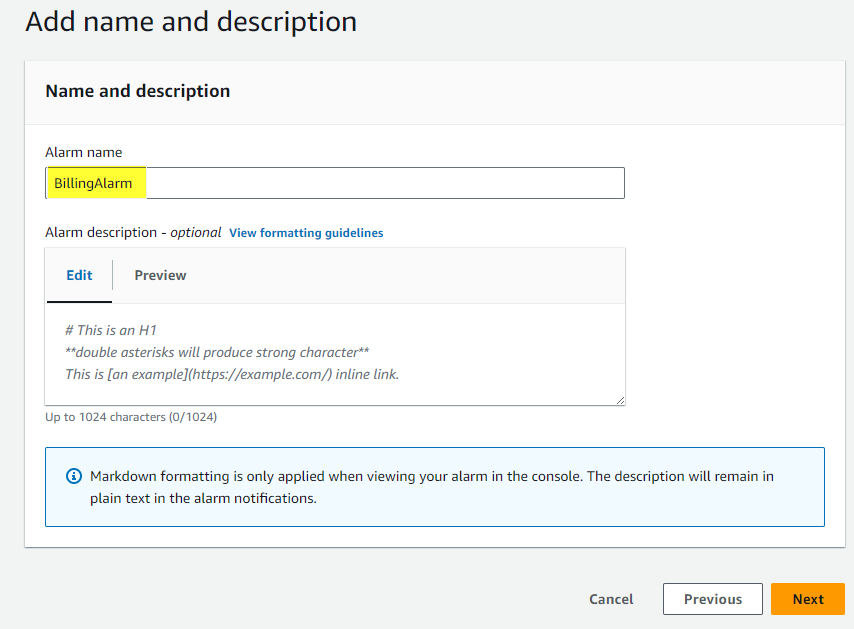 Add name and description
Name and description
Alarm name
BillingAlarm
Alarm description - optional View formatting guidelines
Edit Preview
# This is an H1
**double asterisks will produce strong character**
This is [an example](https://example.com/) inline link.
Up to 1024 characters (0/1024)
Markdown formatting is only applied when viewing your alarm in the console. The description will remain in
plain text in the alarm notifications.
Cancel Previous Next